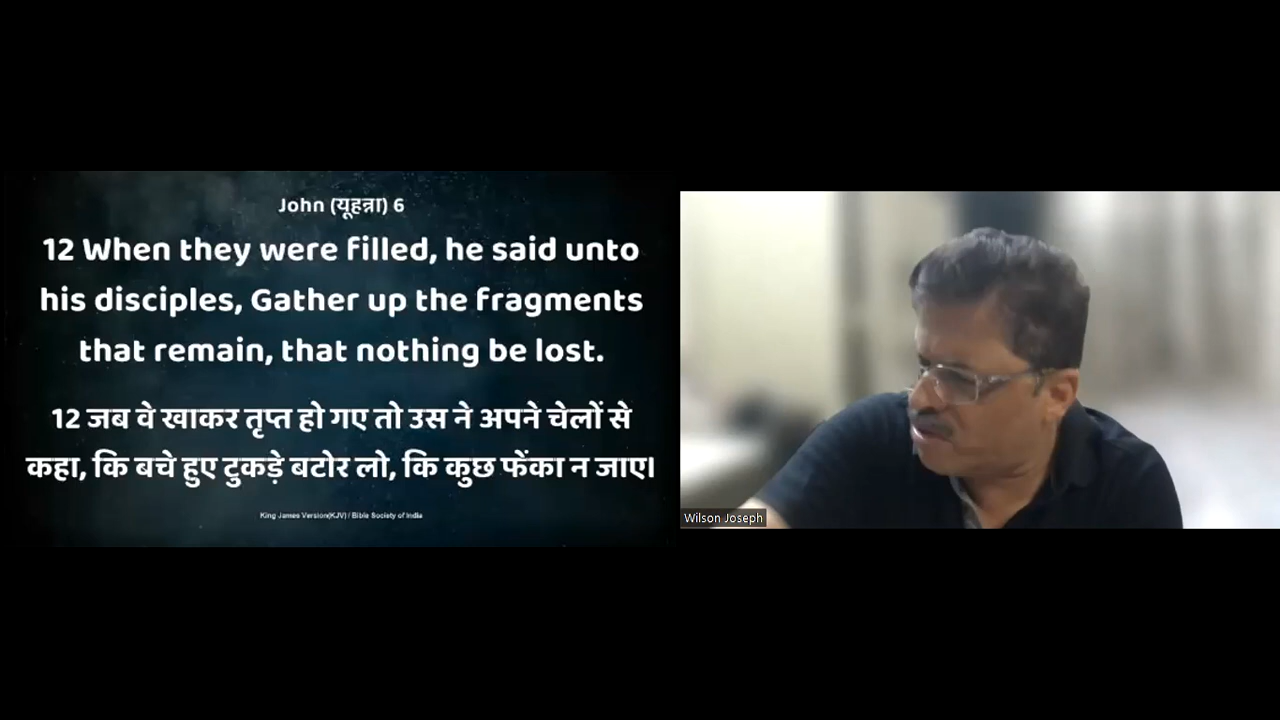 John (यूहन्ना) 6
12 When they were filled, he said unto
his disciples, Gather up the fragments
that remain, that nothing be lost.
12 जब वे खाकर तृप्त हो गए तो उस ने अपने चेलों से
कहा, कि बचे हुए टुकड़े बटोर लो, कि कुछ फेंका न जाए।
King James Version(KJV) / Bible Society of India
Wilson Joseph